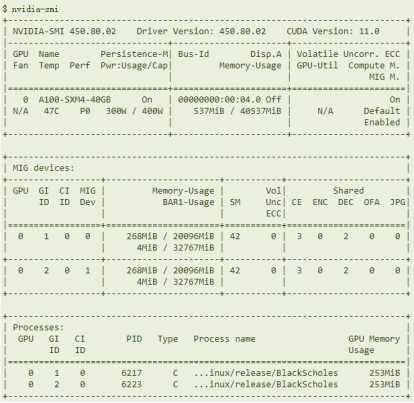 $ nvidia-smi
+-----------------------------------------------------------------------------+
| NVIDIA-SMI 450.80.02    Driver Version: 450.80.02    CUDA Version: 11.0     |
|-------------------------------+----------------------+----------------------+
| GPU  Name        Persistence-M| Bus-Id        Disp.A | Volatile Uncorr. ECC |
| Fan  Temp  Perf  Pwr:Usage/Cap|         Memory-Usage | GPU-Util  Compute M. |
|                               |                      |               MIG M. |
|===============================+======================+======================|
|   0  A100-SXM4-40GB      On   | 00000000:00:04.0 Off |                   On |
| N/A   47C    P0   300W / 400W |    537MiB / 40537MiB |     N/A      Default |
|                               |                      |              Enabled |
+-------------------------------+----------------------+----------------------+
+-----------------------------------------------------------------------------+
| MIG devices:                                                                |
+------------------+----------------------+-----------+-----------------------+
| GPU  GI  CI  MIG |         Memory-Usage |        Vol|         Shared        |
|      ID  ID  Dev |           BAR1-Usage | SM     Unc| CE  ENC  DEC  OFA  JPG|
|                  |                      |        ECC|                       |
|==================+======================+===========+=======================|
|  0    1   0   0  |    268MiB / 20096MiB | 42      0 |  3   0    2    0    0 |
|                  |      4MiB / 32767MiB |           |                       |
+------------------+----------------------+-----------+-----------------------+
|  0    2   0   1  |    268MiB / 20096MiB | 42      0 |  3   0    2    0    0 |
|                  |      4MiB / 32767MiB |           |                       |
+------------------+----------------------+-----------+-----------------------+
+-----------------------------------------------------------------------------+
| Processes:                                                                  |
|  GPU   GI   CI        PID   Type   Process name                  GPU Memory |
|        ID   ID                                                   Usage      |
|=============================================================================|
|    0    1    0       6217      C   ...inux/release/BlackScholes      253MiB |
|    0    2    0       6223      C   ...inux/release/BlackScholes      253MiB |
+-----------------------------------------------------------------------------+